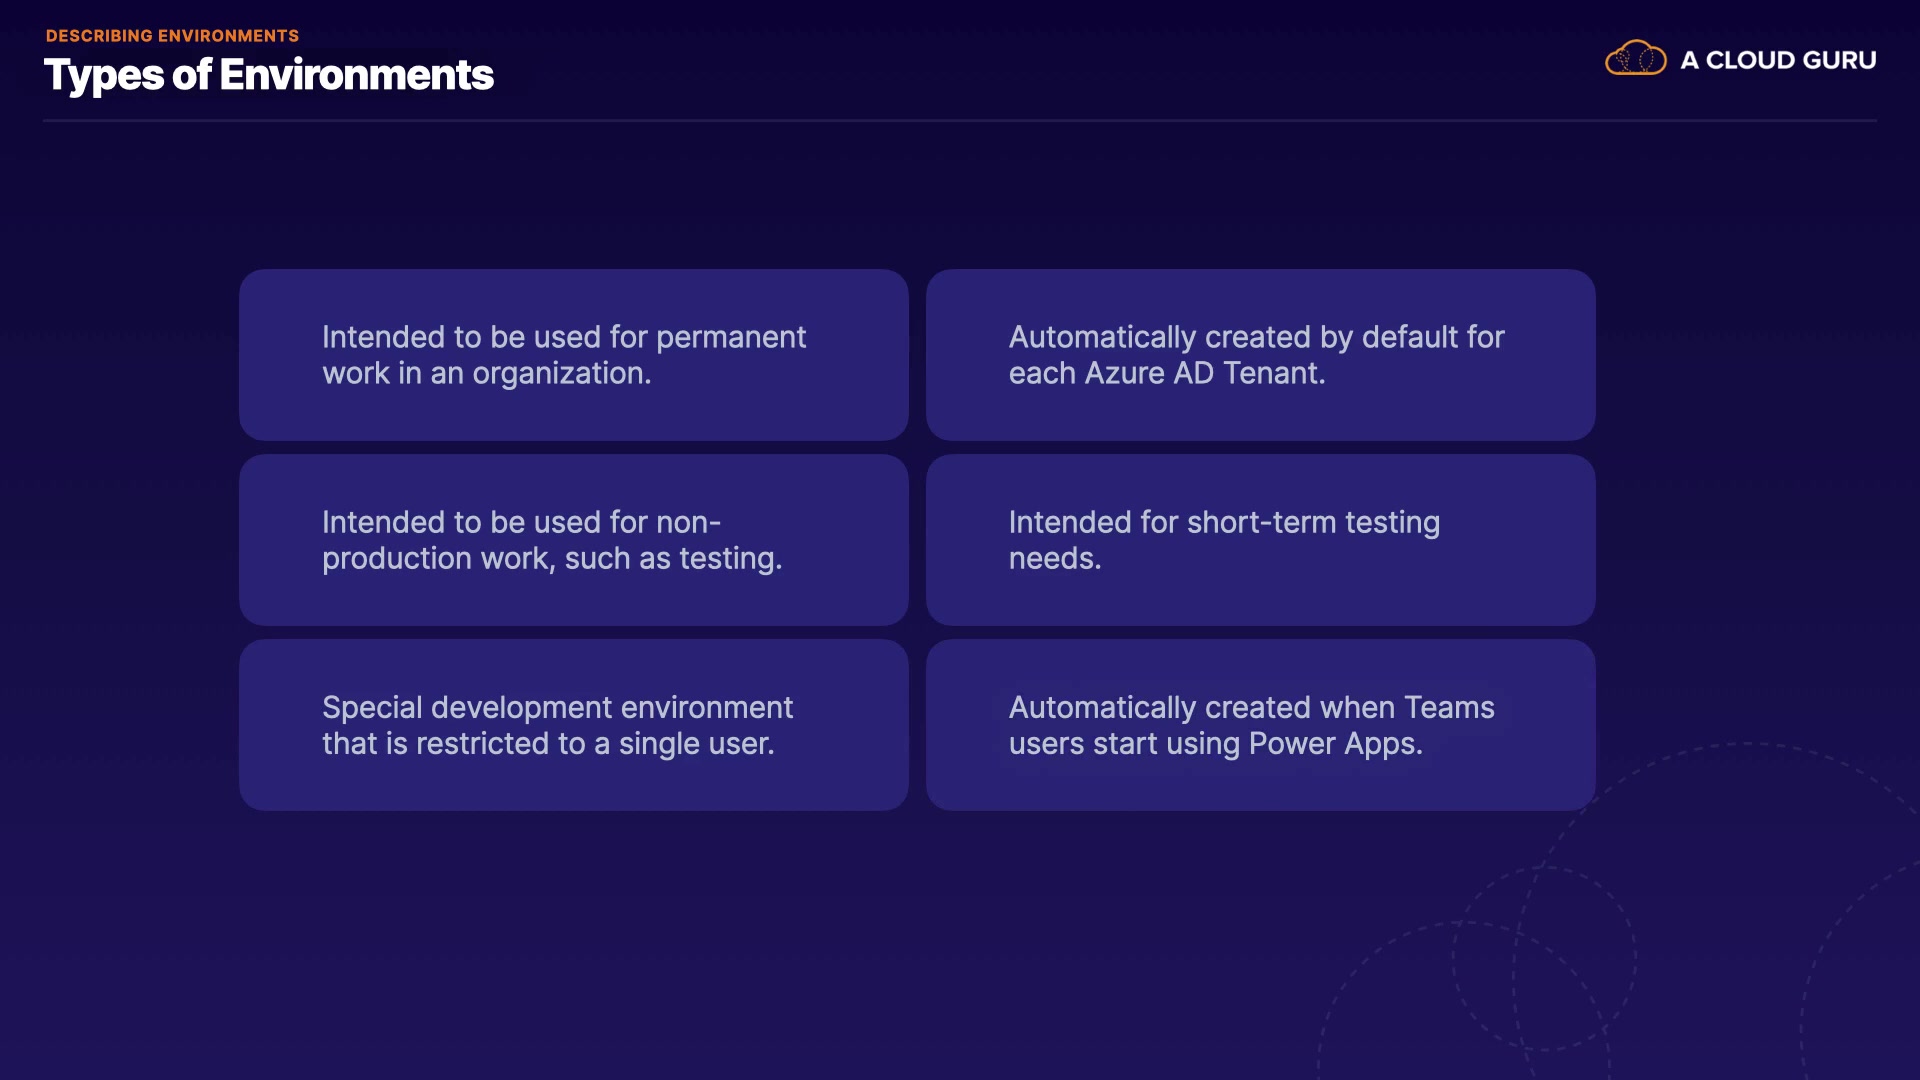 DESCRIBING ENVIRONMENTS
Types of Environments
A CLOUD GURU
Intended to be used for permanent
work in an organization.
Automatically created by default for
each Azure AD Tenant.
Intended to be used for non-
production work, such as testing.
Intended for short-term testing
needs.
Special development environment
that is restricted to a single user.
Automatically created when Teams
users start using Power Apps.